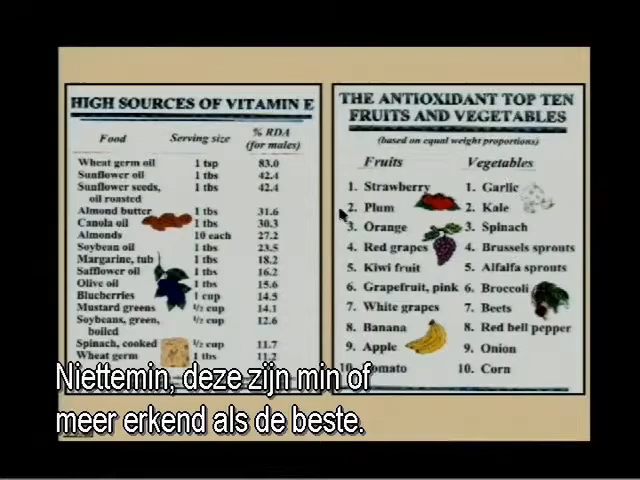 HIGH SOURCES OF VITAMIN E
Food Serving size % RDA
(for males)
Wheat germ oil 1 tsp 83.0
Sunflower oil 1 tbs 42.4
Sunflower seeds, 1 tbs 42.4
oil roasted
Almond butter 1 tbs 31.6
Canola oil 1 tbs 30.3
Almonds 10 each 27.2
Soybean oil 1 tbs 23.5
Margarine, tub 1 tbs 18.2
Safflower oil 1 tbs 16.2
Olive oil 1 tbs 15.6
Blueberries 1 cup 14.5
Mustard greens ½ cup 14.1
Soybeans, green, ½ cup 12.6
boiled
Spinach, cooked ½ cup 11.7
Wheat germ 1 tbs 11.2
THE ANTIOXIDANT TOP TEN
FRUITS AND VEGETABLES
(based on equal weight proportions)
Fruits Vegetables
1. Strawberry 1. Garlic
2. Plum 2. Kale
3. Orange 3. Spinach
4. Red grapes 4. Brussels sprouts
5. Kiwi fruit 5. Alfalfa sprouts
6. Grapefruit, pink 6. Broccoli
7. White grapes 7. Beets
8. Banana 8. Red bell pepper
9. Apple 9. Onion
10. Tomato 10. Corn
Niettemin, deze zijn min of
meer erkend als de beste.